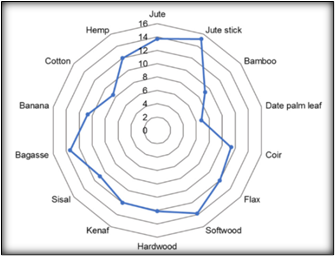 Jute
Jute stick
Bamboo
Date palm leaf
Coir
Flax
Softwood
Hardwood
Kenaf
Sisal
Bagasse
Banana
Cotton
Hemp
16
14
12
10
8
6
4
2
0